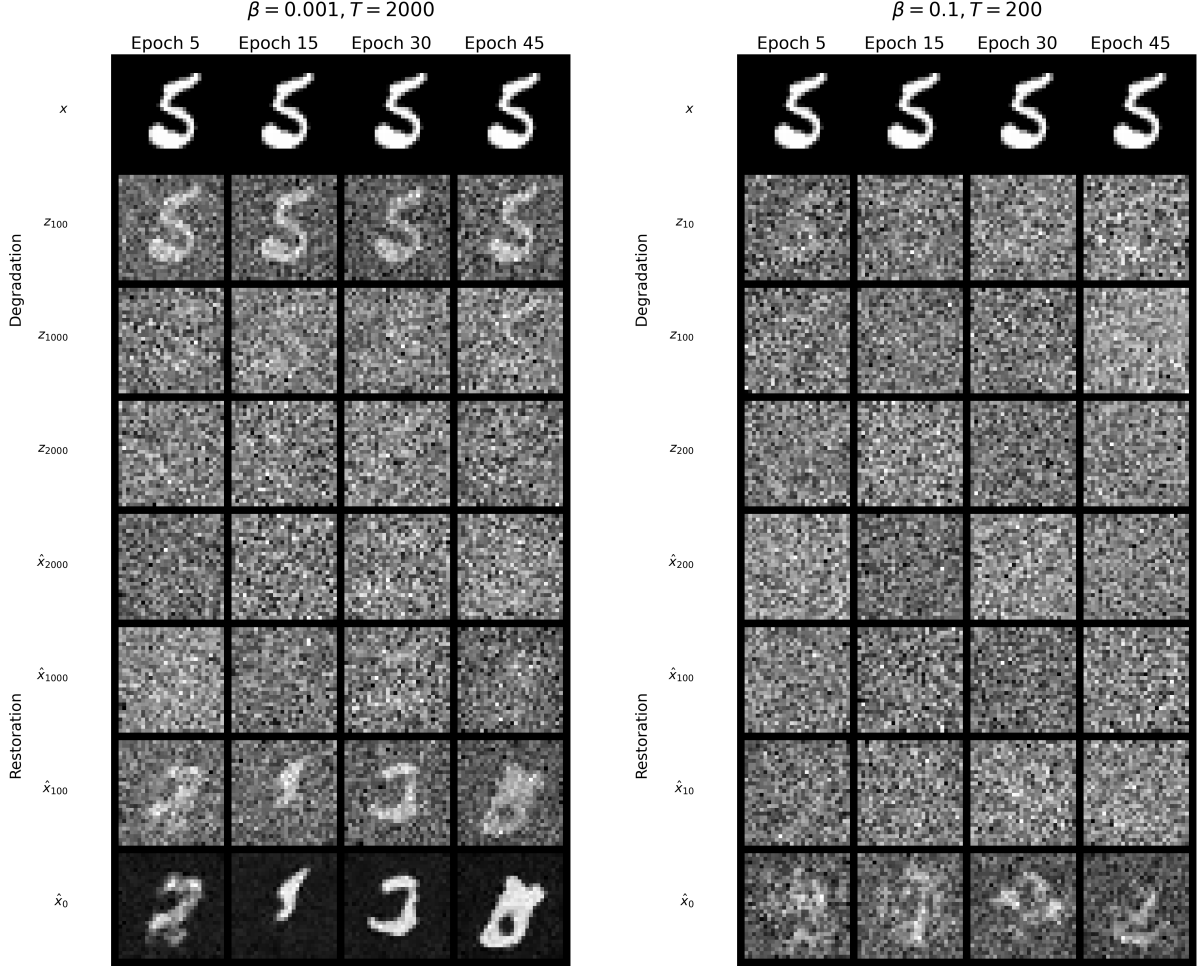 β = 0.001, T = 2000
Epoch 5 Epoch 15 Epoch 30 Epoch 45
x
Degradation
z₁₀₀
z₁₀₀₀
z₂₀₀₀
x̂₂₀₀₀
Restoration
x̂₁₀₀₀
x̂₁₀₀
x̂₀
β = 0.1, T = 200
Epoch 5 Epoch 15 Epoch 30 Epoch 45
x
Degradation
z₁₀
z₁₀₀
z₂₀₀
x̂₂₀₀
Restoration
x̂₁₀₀
x̂₁₀
x̂₀